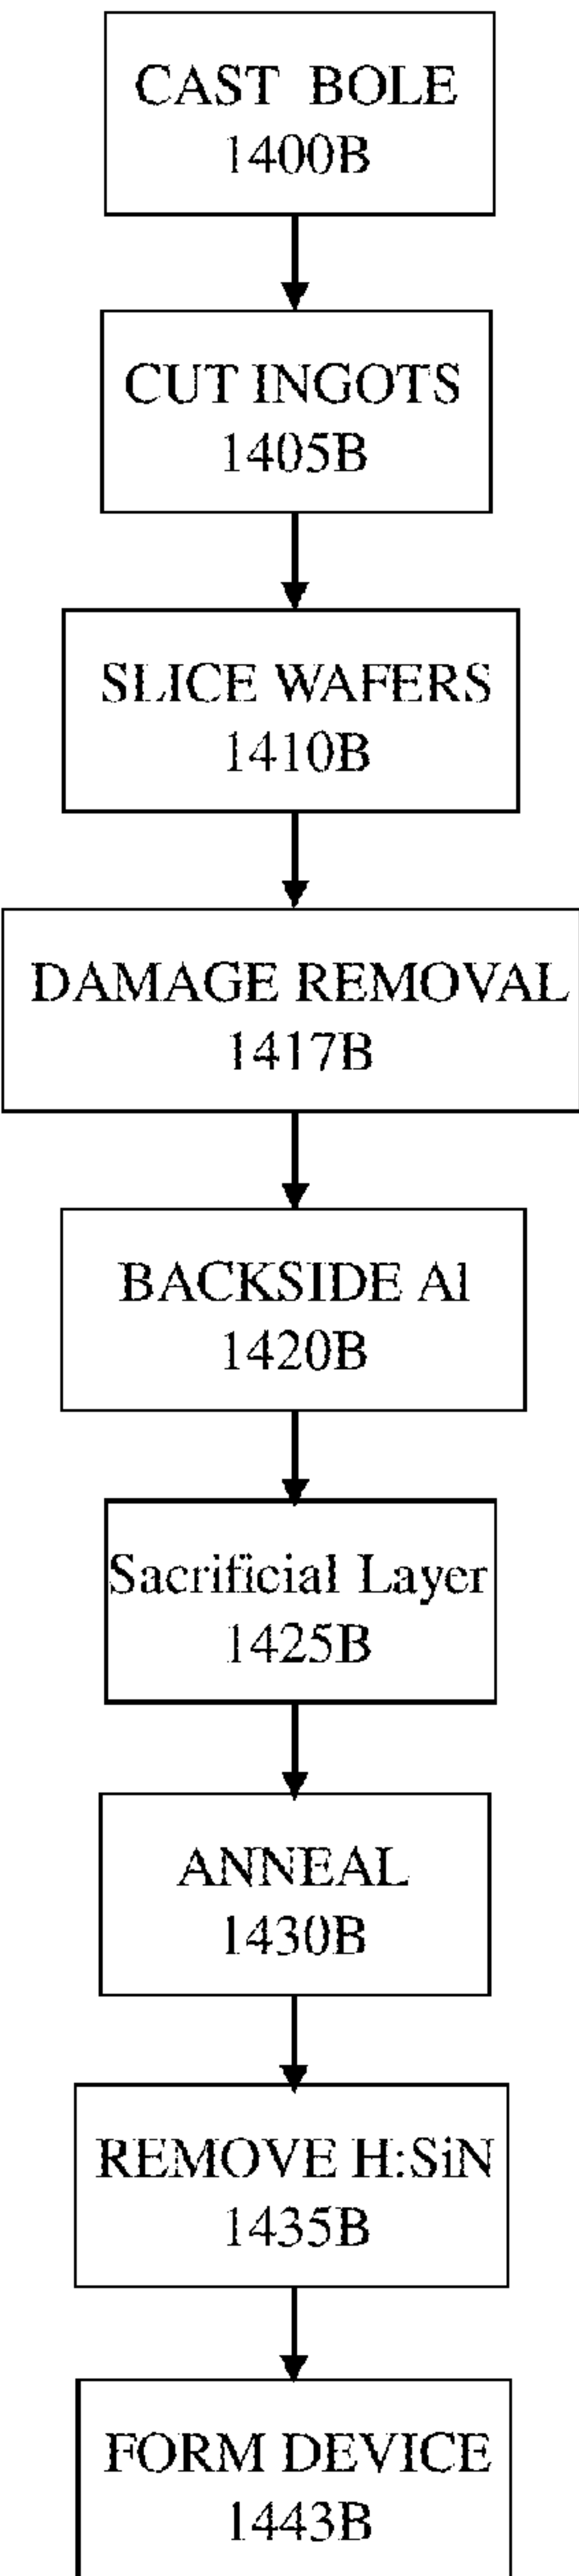 CAST BOLE
1400B
CUT INGOTS
1405B
SLICE WAFERS
1410B
DAMAGE REMOVAL
1417B
BACKSIDE Al
1420B
Sacrificial Layer
1425B
ANNEAL
1430B
REMOVE H:SiN
1435B
FORM DEVICE
1443B